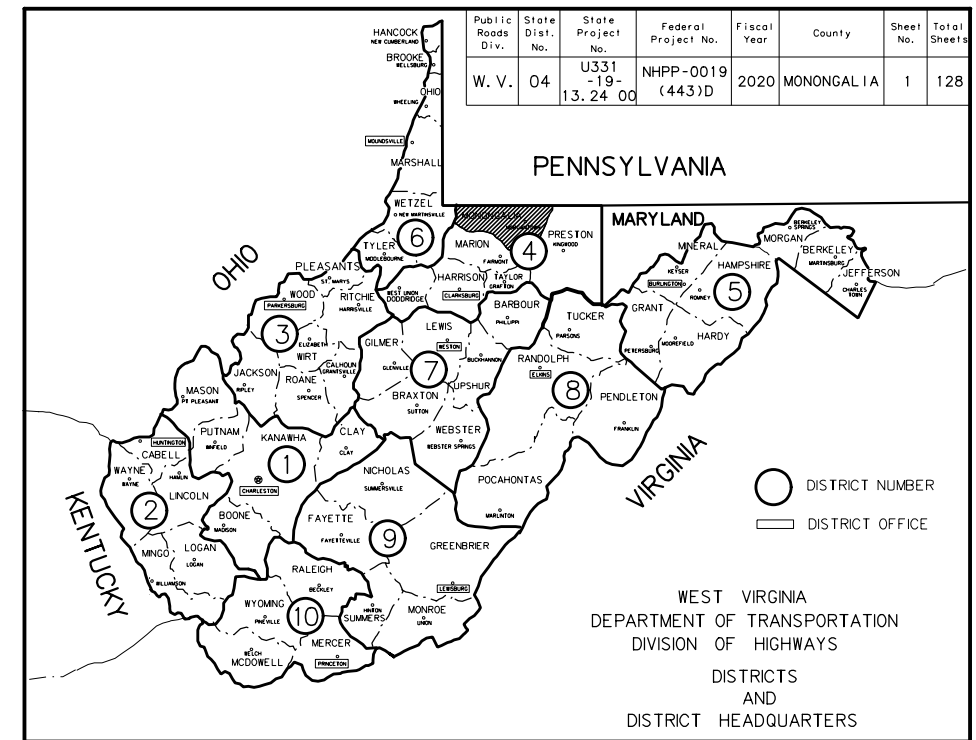 Public Roads Div.
State Dist. No.
State Project No.
Federal Project No.
Fiscal Year
County
Sheet No.
Total Sheets
W. V.
04
U331 -19- 13.24 00
NHPP-0019 (443)D
2020
MONONGALIA
1
128
HANCOCK
NEW CUMBERLAND
BROOKE
WELLSBURG
OHIO
WHEELING
MOUNDSVILLE
MARSHALL
PENNSYLVANIA
WETZEL
NEW MARTINSVILLE
MONONGALIA
MARYLAND
6
TYLER
MIDDLEBOURNE
MARION
FAIRMONT
4
PRESTON
KINGWOOD
MINERAL
KEYSER
MORGAN
BERKELEY SPRINGS
BERKELEY
MARTINSBURG
JEFFERSON
CHARLES TOWN
HAMPSHIRE
BURLINGTON
ROMNEY
5
OHIO
PLEASANTS
ST. MARYS
WOOD
PARKERSBURG
RITCHIE
HARRISVILLE
WEST UNION
DODDRIDGE
HARRISON
CLARKSBURG
TAYLOR
GRAFTON
BARBOUR
PHILIPPI
TUCKER
PARSONS
GRANT
PETERSBURG
HARDY
MOOREFIELD
3
ELIZABETH
WIRT
CALHOUN
GRANTSVILLE
GILMER
GLENVILLE
LEWIS
WESTON
7
BUCKHANNON
UPSHUR
RANDOLPH
ELKINS
8
PENDLETON
FRANKLIN
JACKSON
RIPLEY
ROANE
SPENCER
BRAXTON
SUTTON
MASON
PT PLEASANT
PUTNAM
WINFIELD
KANAWHA
CHARLESTON
1
CLAY
CLAY
WEBSTER
WEBSTER SPRINGS
VIRGINIA
POCAHONTAS
MARLINTON
HUNTINGTON
CABELL
WAYNE
WAYNE
HAMLIN
LINCOLN
2
NICHOLAS
SUMMERSVILLE
KENTUCKY
BOONE
MADISON
FAYETTE
FAYETTEVILLE
9
GREENBRIER
LEWISBURG
MINGO
WILLIAMSON
LOGAN
LOGAN
RALEIGH
BECKLEY
WYOMING
PINEVILLE
10
HINTON
SUMMERS
MONROE
UNION
WELCH
MCDOWELL
MERCER
PRINCETON
DISTRICT NUMBER
DISTRICT OFFICE
WEST VIRGINIA
DEPARTMENT OF TRANSPORTATION
DIVISION OF HIGHWAYS
DISTRICTS
AND
DISTRICT HEADQUARTERS